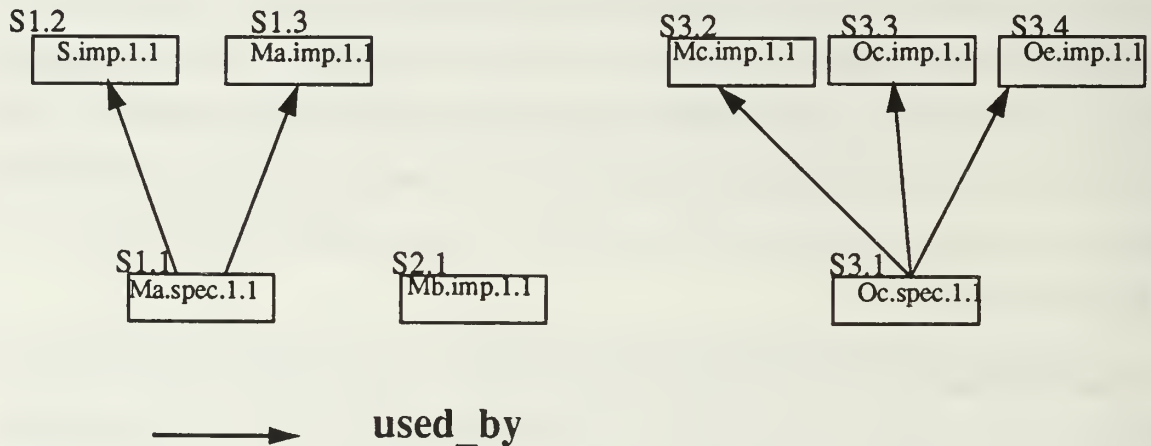 S1.2
S.imp.1.1
S1.3
Ma.imp.1.1
S3.2
Mc.imp.1.1
S3.3
Oc.imp.1.1
S3.4
Oe.imp.1.1
S1.1
Ma.spec.1.1
S2.1
Mb.imp.1.1
S3.1
Oc.spec.1.1
used_by